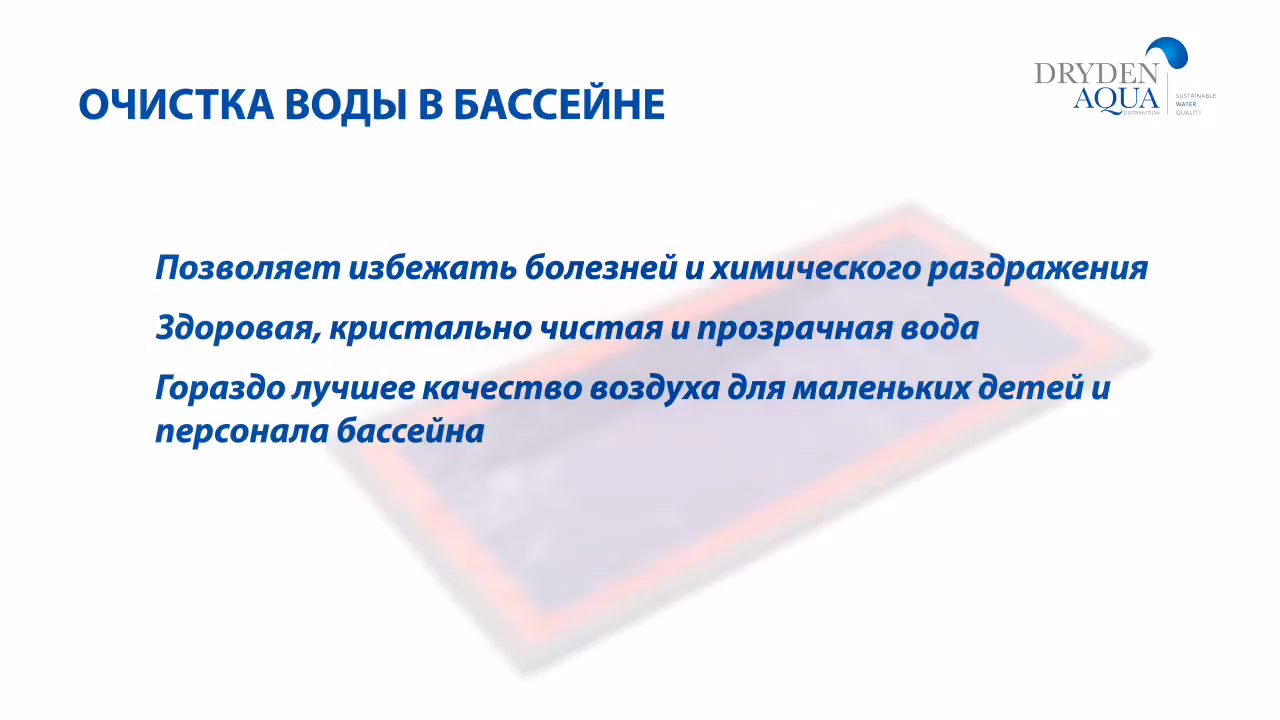 ОЧИСТКА ВОДЫ В БАССЕЙНЕ
DRYDEN
AQUA
DISTRIBUTION
SUSTAINABLE
WATER
QUALITY
Позволяет избежать болезней и химического раздражения
Здоровая, кристально чистая и прозрачная вода
Гораздо лучшее качество воздуха для маленьких детей и
персонала бассейна